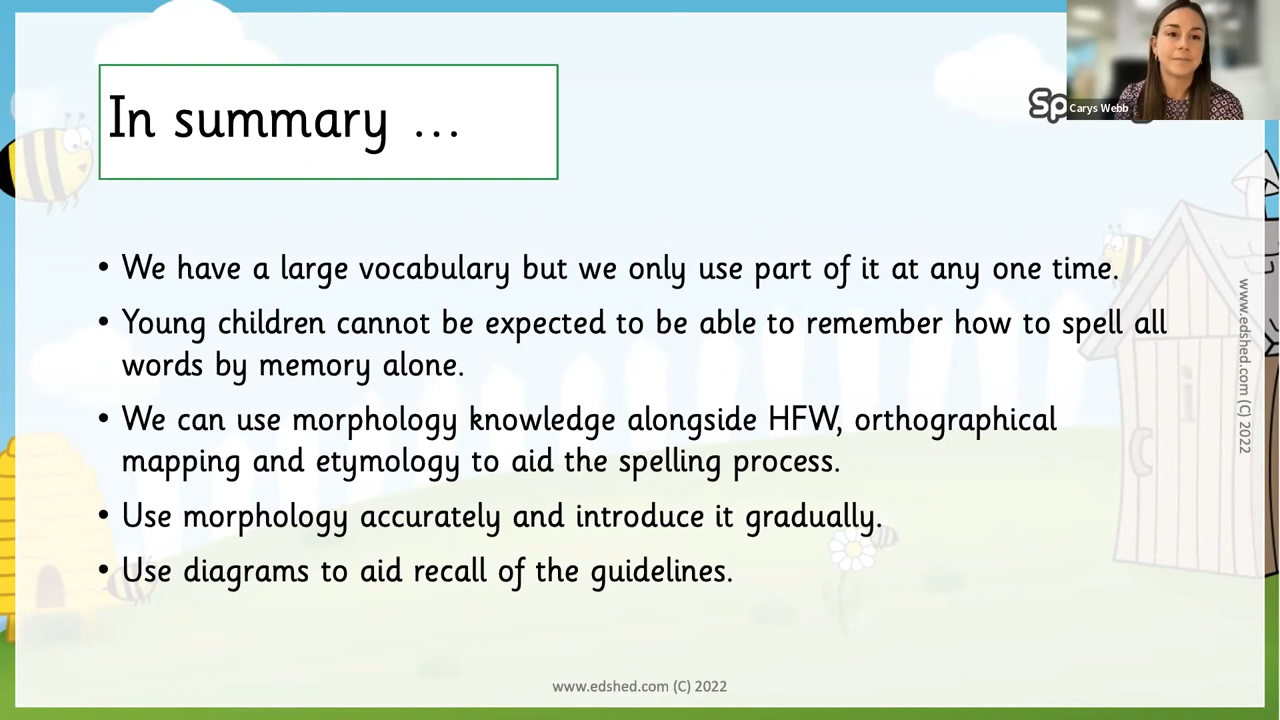 Carys Webb
In summary ...
• We have a large vocabulary but we only use part of it at any one time.
• Young children cannot be expected to be able to remember how to spell all
words by memory alone.
• We can use morphology knowledge alongside HFW, orthographical
mapping and etymology to aid the spelling process.
• Use morphology accurately and introduce it gradually.
• Use diagrams to aid recall of the guidelines.
www.edshed.com (C) 2022
www.edshed.com (C) 2022